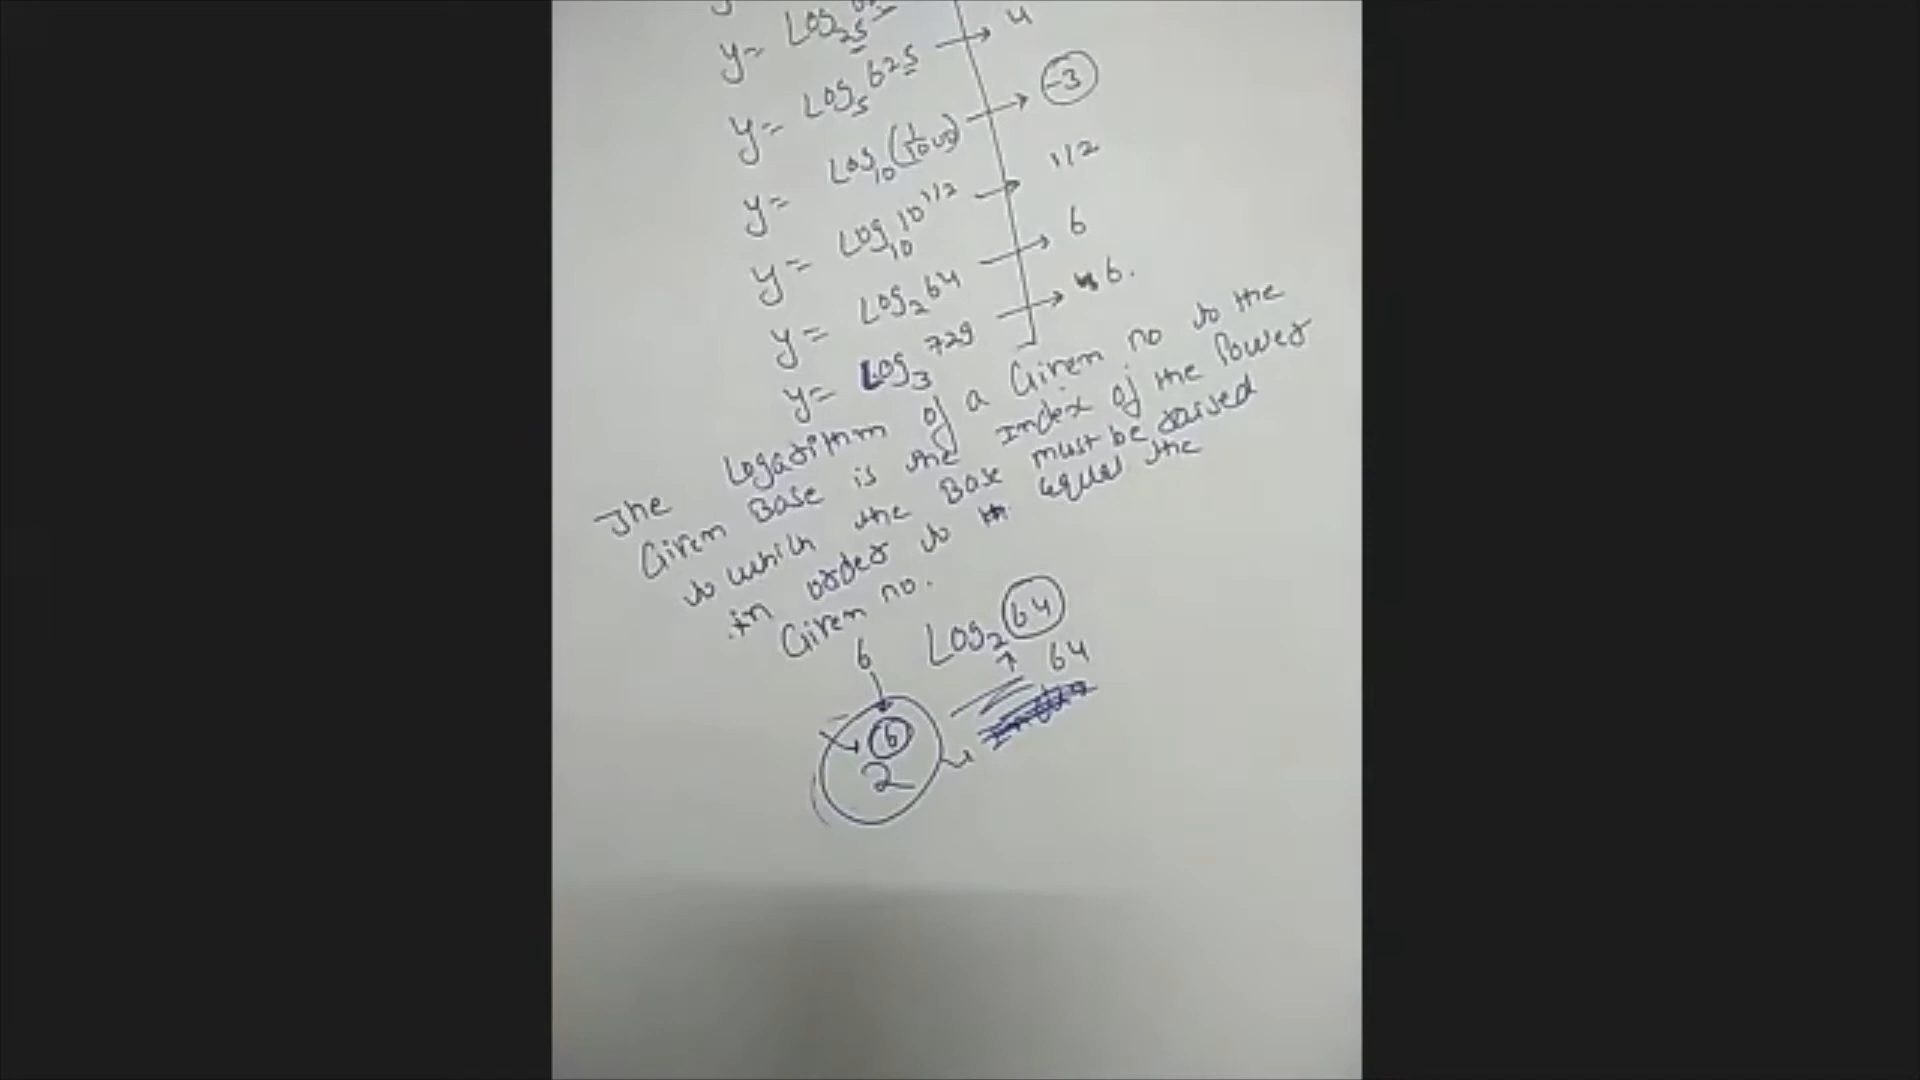 y= Log25
y= Log5 625 → 4
y= Log10 (1/1000) → -3
y= Log10 10^1/2 → 1/2
y= Log2 64 → 6
y= Log3 729 → 6.
The Logarithm of a Given no to the
Given Base is the Index of the Power
to which the Base must be raised
in order to equal the
Given no.
6 Log2 64
64
6
2